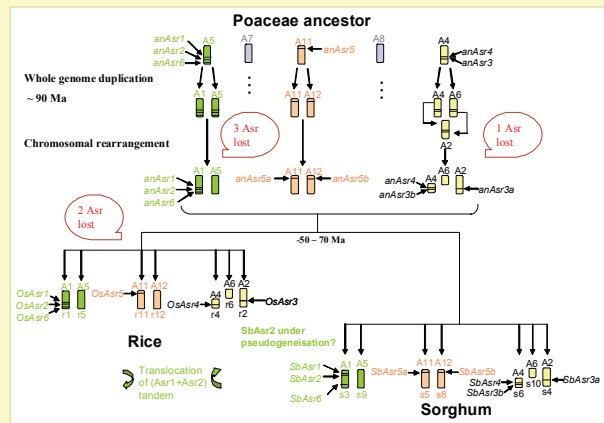 Poaceae ancestor
A5
A7
A11
A8
A4
anAsr1
anAsr2
anAsr6
anAsr5
anAsr4
anAsr3
Whole genome duplication
~ 90 Ma
A1 A5
A11 A12
A4 A6
A2
3 Asr
lost
1 Asr
lost
Chromosomal rearrangement
A1 A5
A11 A12
A4
A6
A2
anAsr1
anAsr2
anAsr6
anAsr5a
anAsr5b
anAsr4
anAsr3b
anAsr3a
2 Asr
lost
-50 – 70 Ma
A1 A5
A11 A12
A4
A6
A2
OsAsr1
OsAsr2
OsAsr6
OsAsr5
OsAsr4
OsAsr3
r1 r5
r11 r12
r4
r6
r2
Rice
SbAsr2 under
pseudogeneisation?
Translocation
of (Asr1+Asr2)
tandem
A1 A5
A11 A12
A4
A6
A2
SbAsr1
SbAsr2
SbAsr6
SbAsr5a
SbAsr5b
SbAsr4
SbAsr3b
SbAsr3a
s3 s9
s5 s8
s6
s10
s4
Sorghum